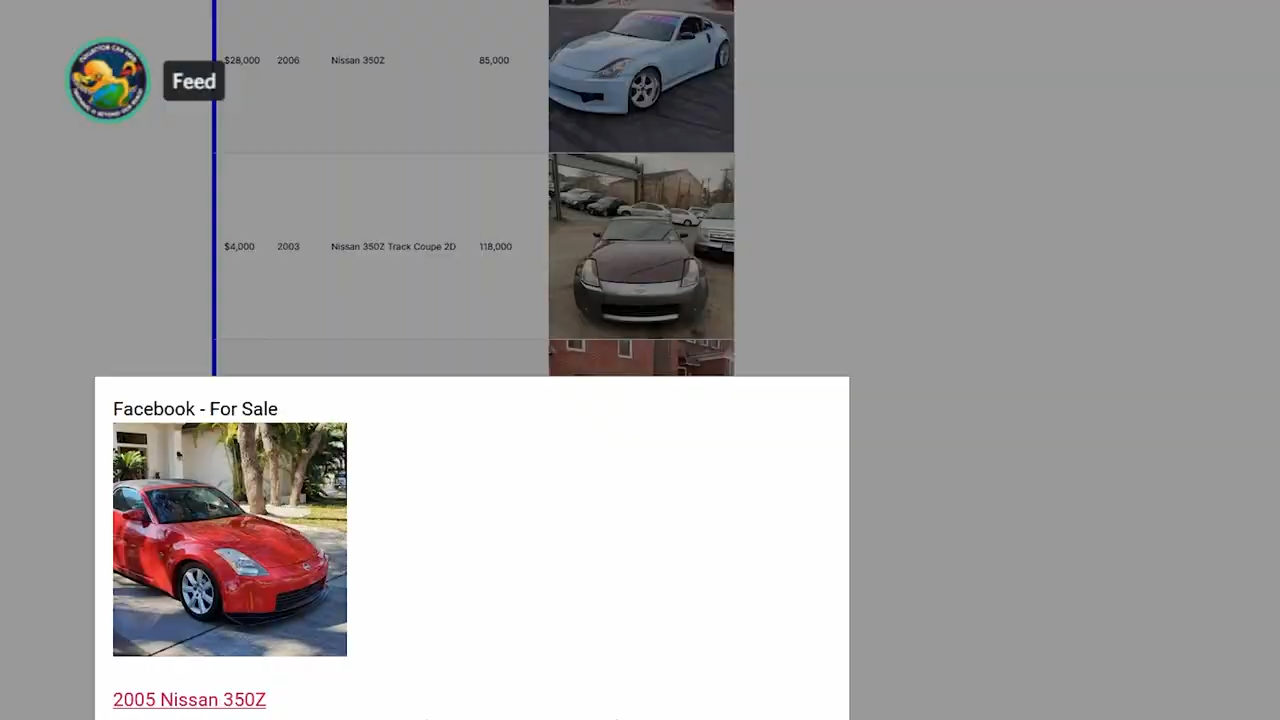 $28,000 2006 Nissan 350Z 85,000
Feed
$4,000 2003 Nissan 350Z Track Coupe 2D 118,000
Facebook - For Sale
2005 Nissan 350Z